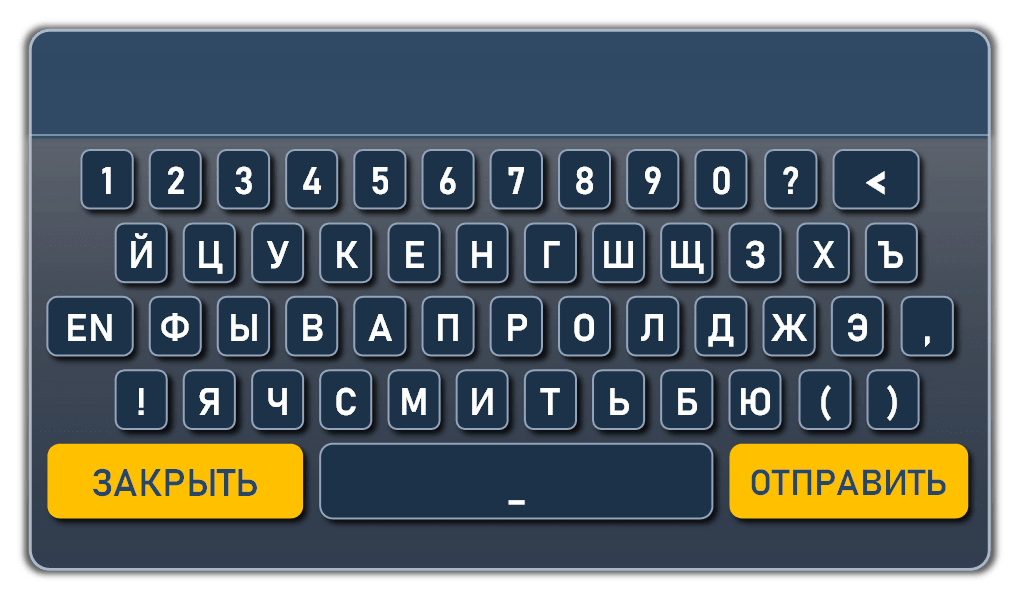 1 2 3 4 5 6 7 8 9 0 ? <
Й Ц У К Е Н Г Ш Щ З Х Ъ
EN Ф Ы В А П Р О Л Д Ж Э ,
! Я Ч С М И Т Ь Б Ю ( )
ЗАКРЫТЬ _ ОТПРАВИТЬ